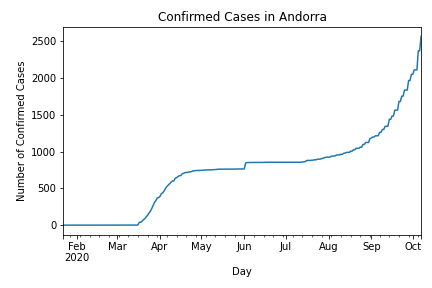 Confirmed Cases in Andorra
Number of Confirmed Cases
2500
2000
1500
1000
500
0
Feb Mar Apr May Jun Jul Aug Sep Oct
2020
Day